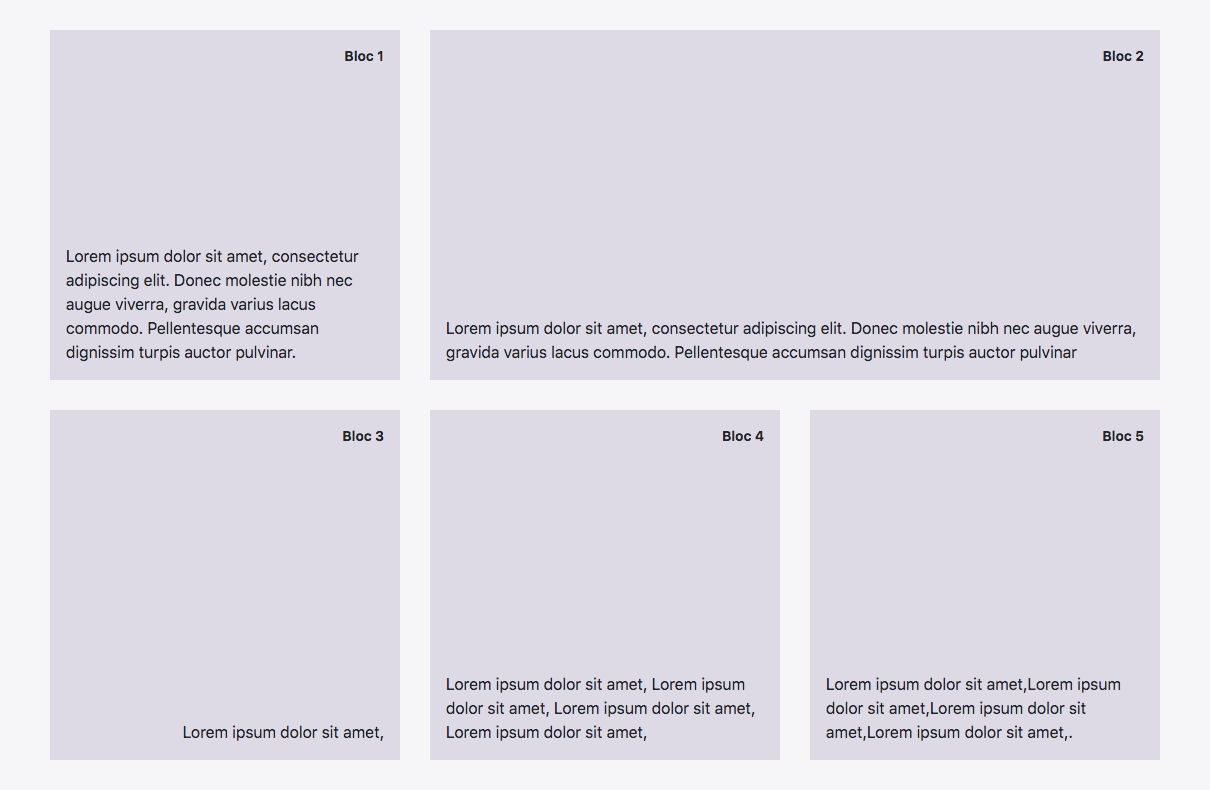 Bloc 1
Lorem ipsum dolor sit amet, consectetur
adipiscing elit. Donec molestie nibh nec
augue viverra, gravida varius lacus
commodo. Pellentesque accumsan
dignissim turpis auctor pulvinar.
Bloc 2
Lorem ipsum dolor sit amet, consectetur adipiscing elit. Donec molestie nibh nec augue viverra,
gravida varius lacus commodo. Pellentesque accumsan dignissim turpis auctor pulvinar
Bloc 3
Lorem ipsum dolor sit amet,
Bloc 4
Lorem ipsum dolor sit amet, Lorem ipsum
dolor sit amet, Lorem ipsum dolor sit amet,
Lorem ipsum dolor sit amet,
Bloc 5
Lorem ipsum dolor sit amet,Lorem ipsum
dolor sit amet,Lorem ipsum dolor sit
amet,Lorem ipsum dolor sit amet,.